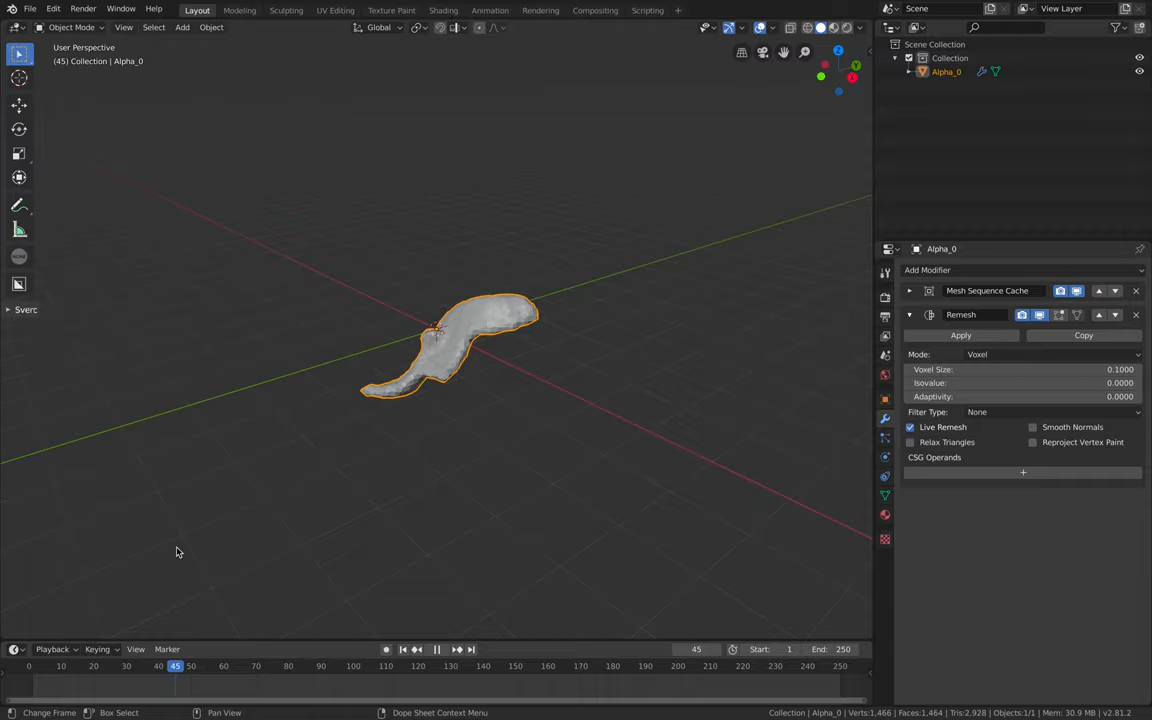 File Edit Render Window Help
Layout Modeling Sculpting UV Editing Texture Paint Shading Animation Rendering Compositing Scripting +
Scene
View Layer
Object Mode View Select Add Object
Global
User Perspective
(45) Collection | Alpha_0
Z
Y
X
NONE
Sverc
Scene Collection
Collection
Alpha_0
Alpha_0
Add Modifier
Mesh Sequence Cache
Remesh
Apply Copy
Mode: Voxel
Voxel Size: 0.1000
Isovalue: 0.0000
Adaptivity: 0.0000
Filter Type: None
Live Remesh Smooth Normals
Relax Triangles Reproject Vertex Paint
CSG Operands
+
Playback Keying View Marker
45 Start: 1 End: 250
0 10 20 30 40 45 50 60 70 80 90 100 110 120 130 140 150 160 170 180 190 200 210 220 230 240 250
Change Frame Box Select Pan View Dope Sheet Context Menu
Collection | Alpha_0 | Verts:1,466 | Faces:1,464 | Tris:2,928 | Objects:1/1 | Mem: 30.9 MB | v2.81.2